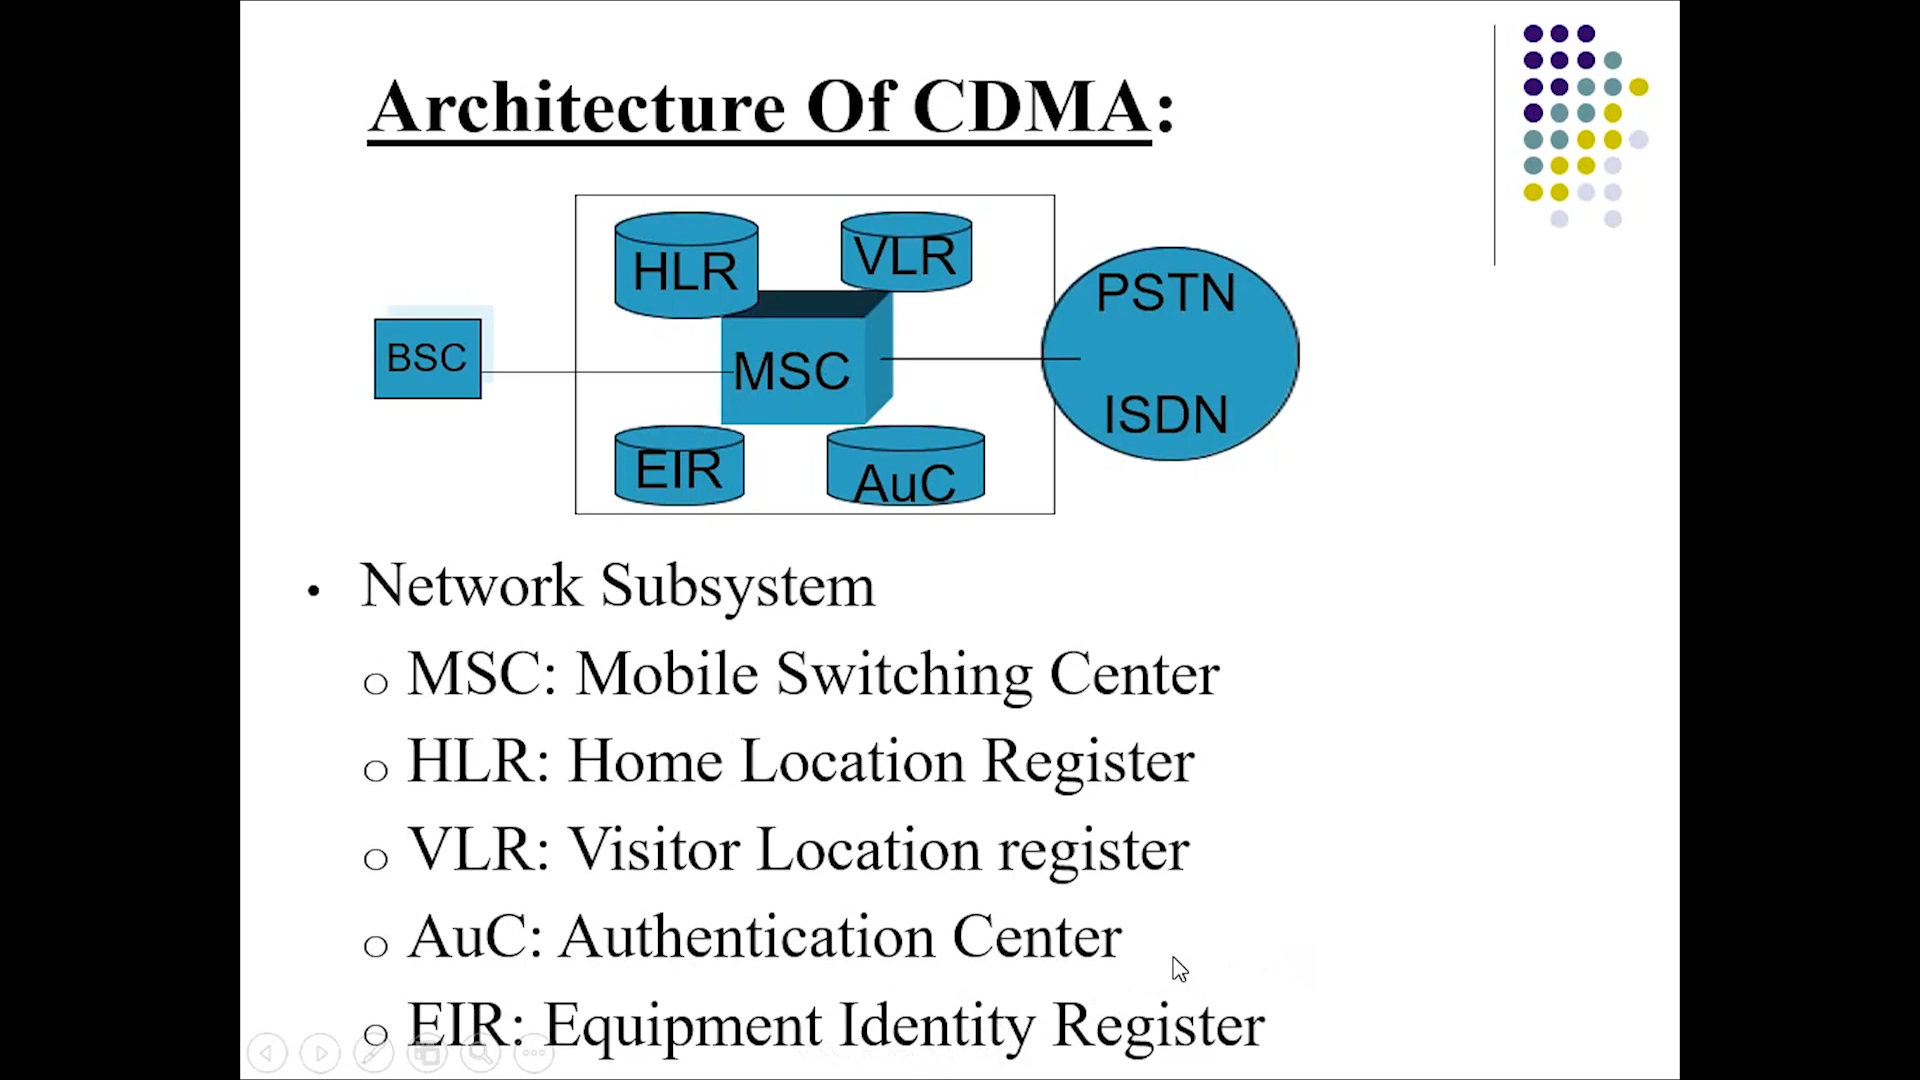 Architecture Of CDMA:
HLR
VLR
BSC
MSC
PSTN
ISDN
EIR
AuC
• Network Subsystem
o MSC: Mobile Switching Center
o HLR: Home Location Register
o VLR: Visitor Location register
o AuC: Authentication Center
o EIR: Equipment Identity Register